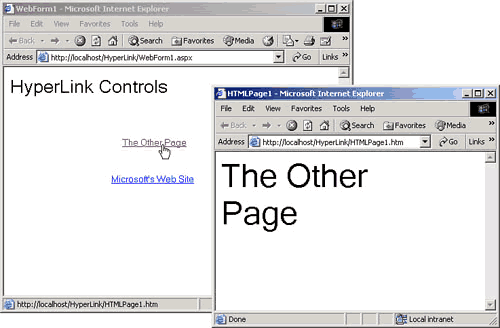 WebForm1 - Microsoft Internet Explorer
File Edit View Favorites Tools Help
Back Search Favorites Media
Address http://localhost/HyperLink/WebForm1.aspx Go Links »
HyperLink Controls
The Other Page
Microsoft's Web Site
http://localhost/HyperLink/HTMLPage1.htm
HTMLPage1 - Microsoft Internet Explorer
File Edit View Favorites Tools Help
Back Search Favorites Media »
Address http://localhost/HyperLink/HTMLPage1.htm Go Links »
The Other
Page
Done Local intranet